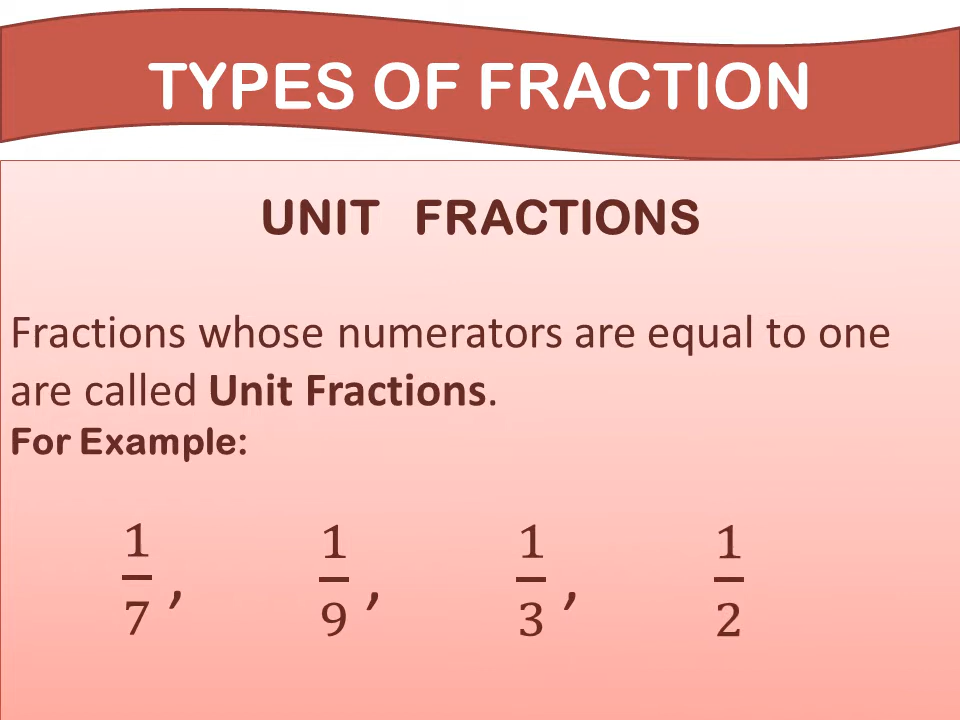 TYPES OF FRACTION
UNIT FRACTIONS
Fractions whose numerators are equal to one
are called Unit Fractions.
For Example:
1/7 , 1/9 , 1/3 , 1/2